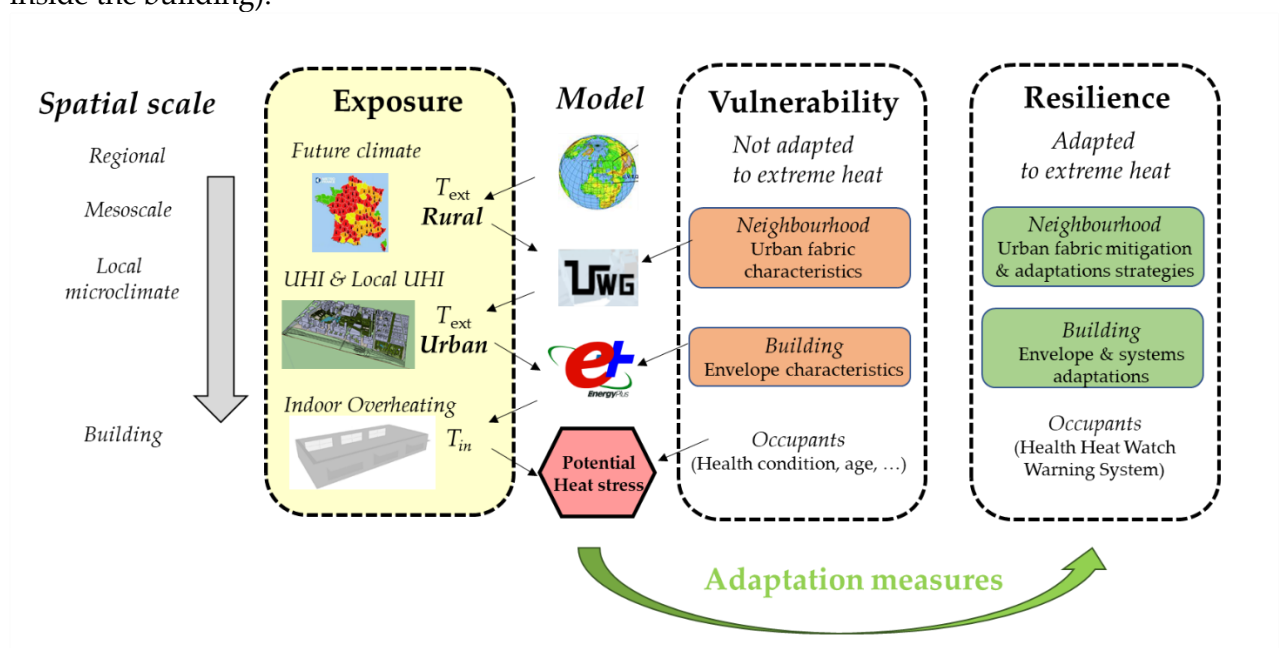 inside the building).
Spatial scale
Regional
Mesoscale
Local
microclimate
Building
Exposure
Future climate
Text
Rural
UHI & Local UHI
Text
Urban
Indoor Overheating
Tin
Model
UWG
e+
EnergyPlus
Potential
Heat stress
Vulnerability
Not adapted
to extreme heat
Neighbourhood
Urban fabric
characteristics
Building
Envelope characteristics
Occupants
(Health condition, age, …)
Resilience
Adapted
to extreme heat
Neighbourhood
Urban fabric mitigation
& adaptations strategies
Building
Envelope & systems
adaptations
Occupants
(Health Heat Watch
Warning System)
Adaptation measures